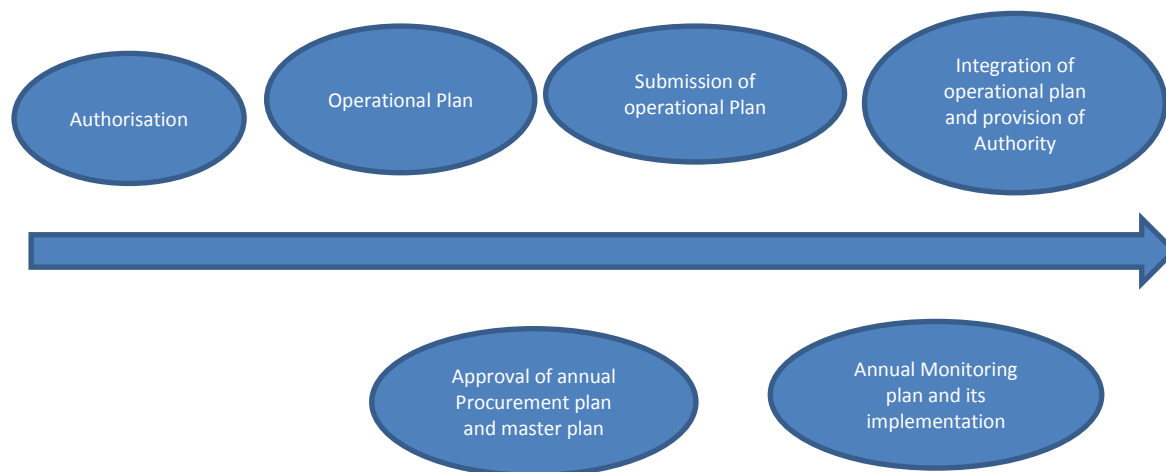 Authorisation
Operational Plan
Submission of
operational Plan
Integration of
operational plan
and provision of
Authority
Approval of annual
Procurement plan
and master plan
Annual Monitoring
plan and its
implementation